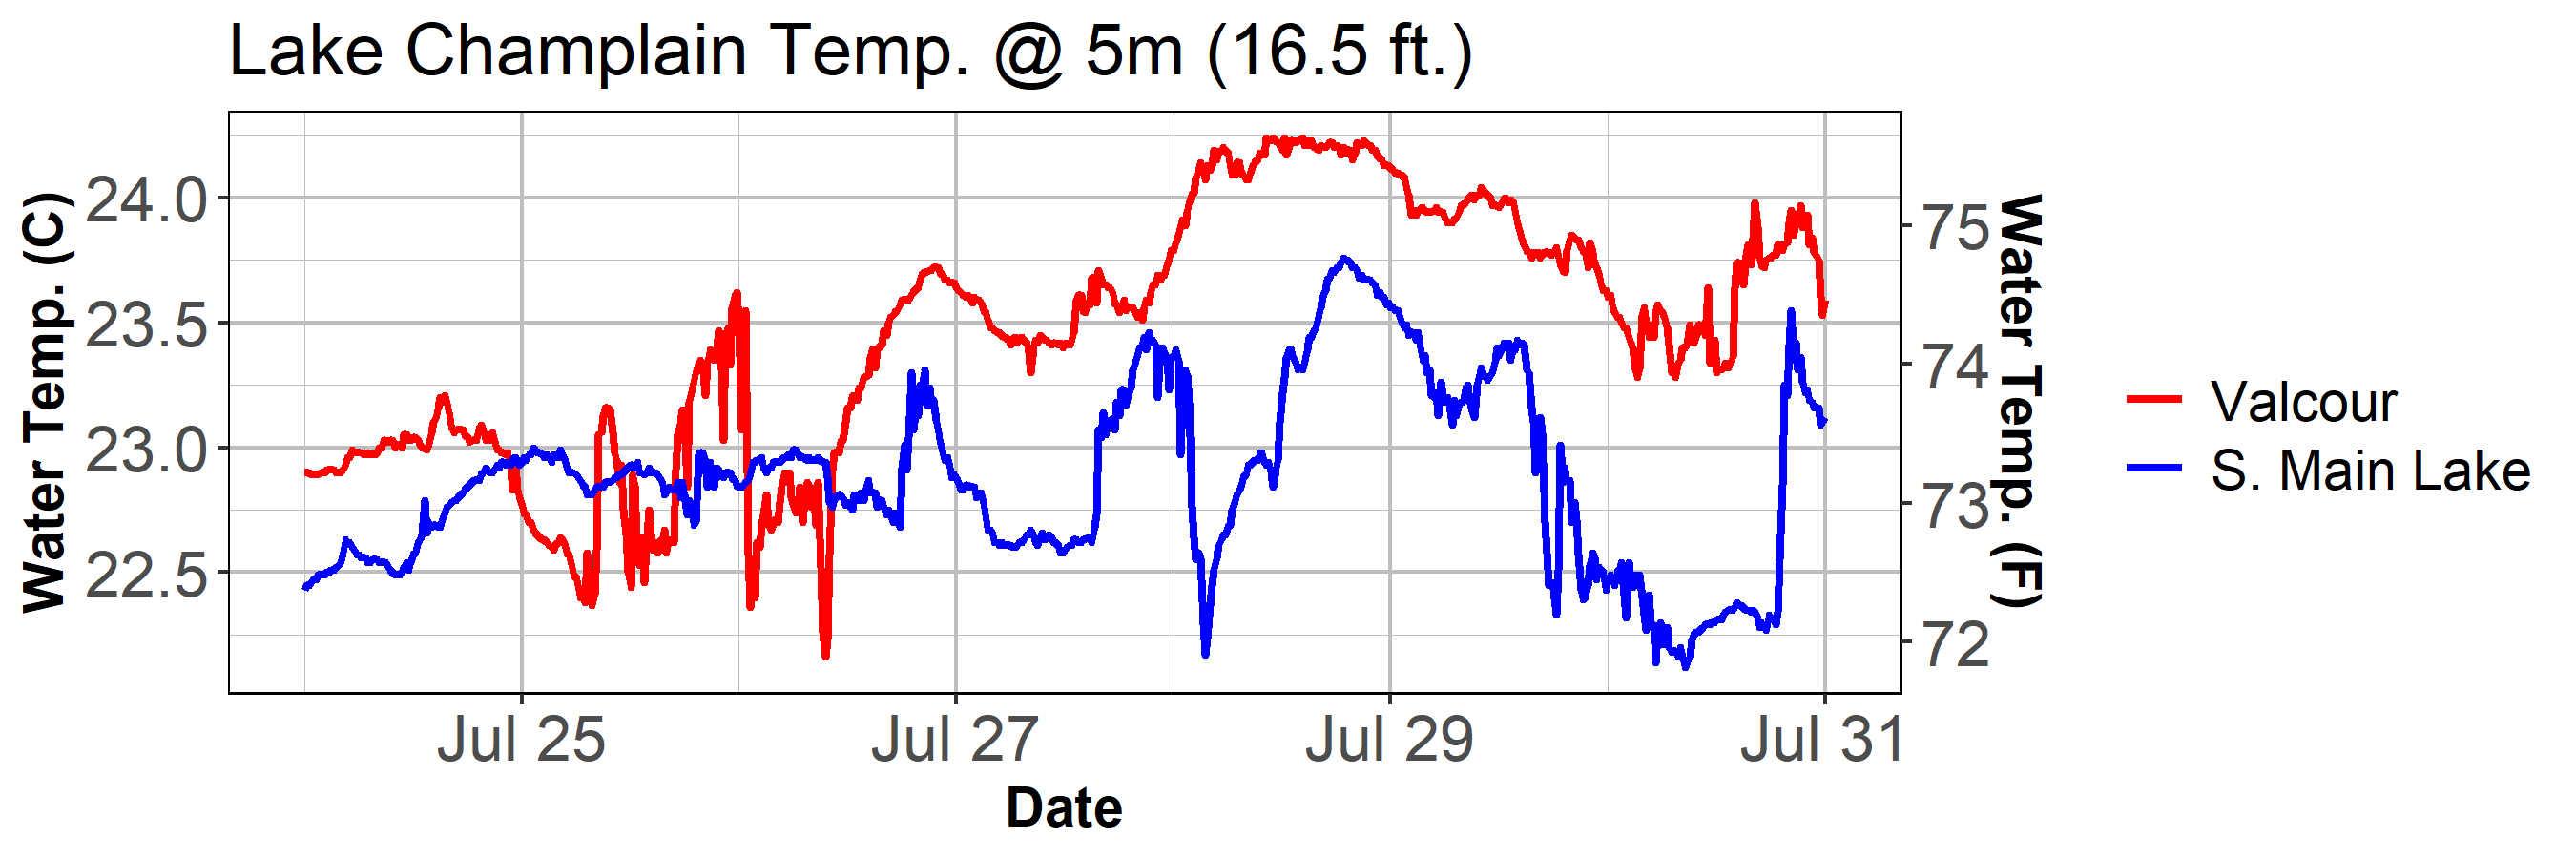 Lake Champlain Temp. @ 5m (16.5 ft.)
Water Temp. (C)
24.0
23.5
23.0
22.5
75
74
73
72
Water Temp. (F)
Jul 25
Jul 27
Jul 29
Jul 31
Date
Valcour
S. Main Lake